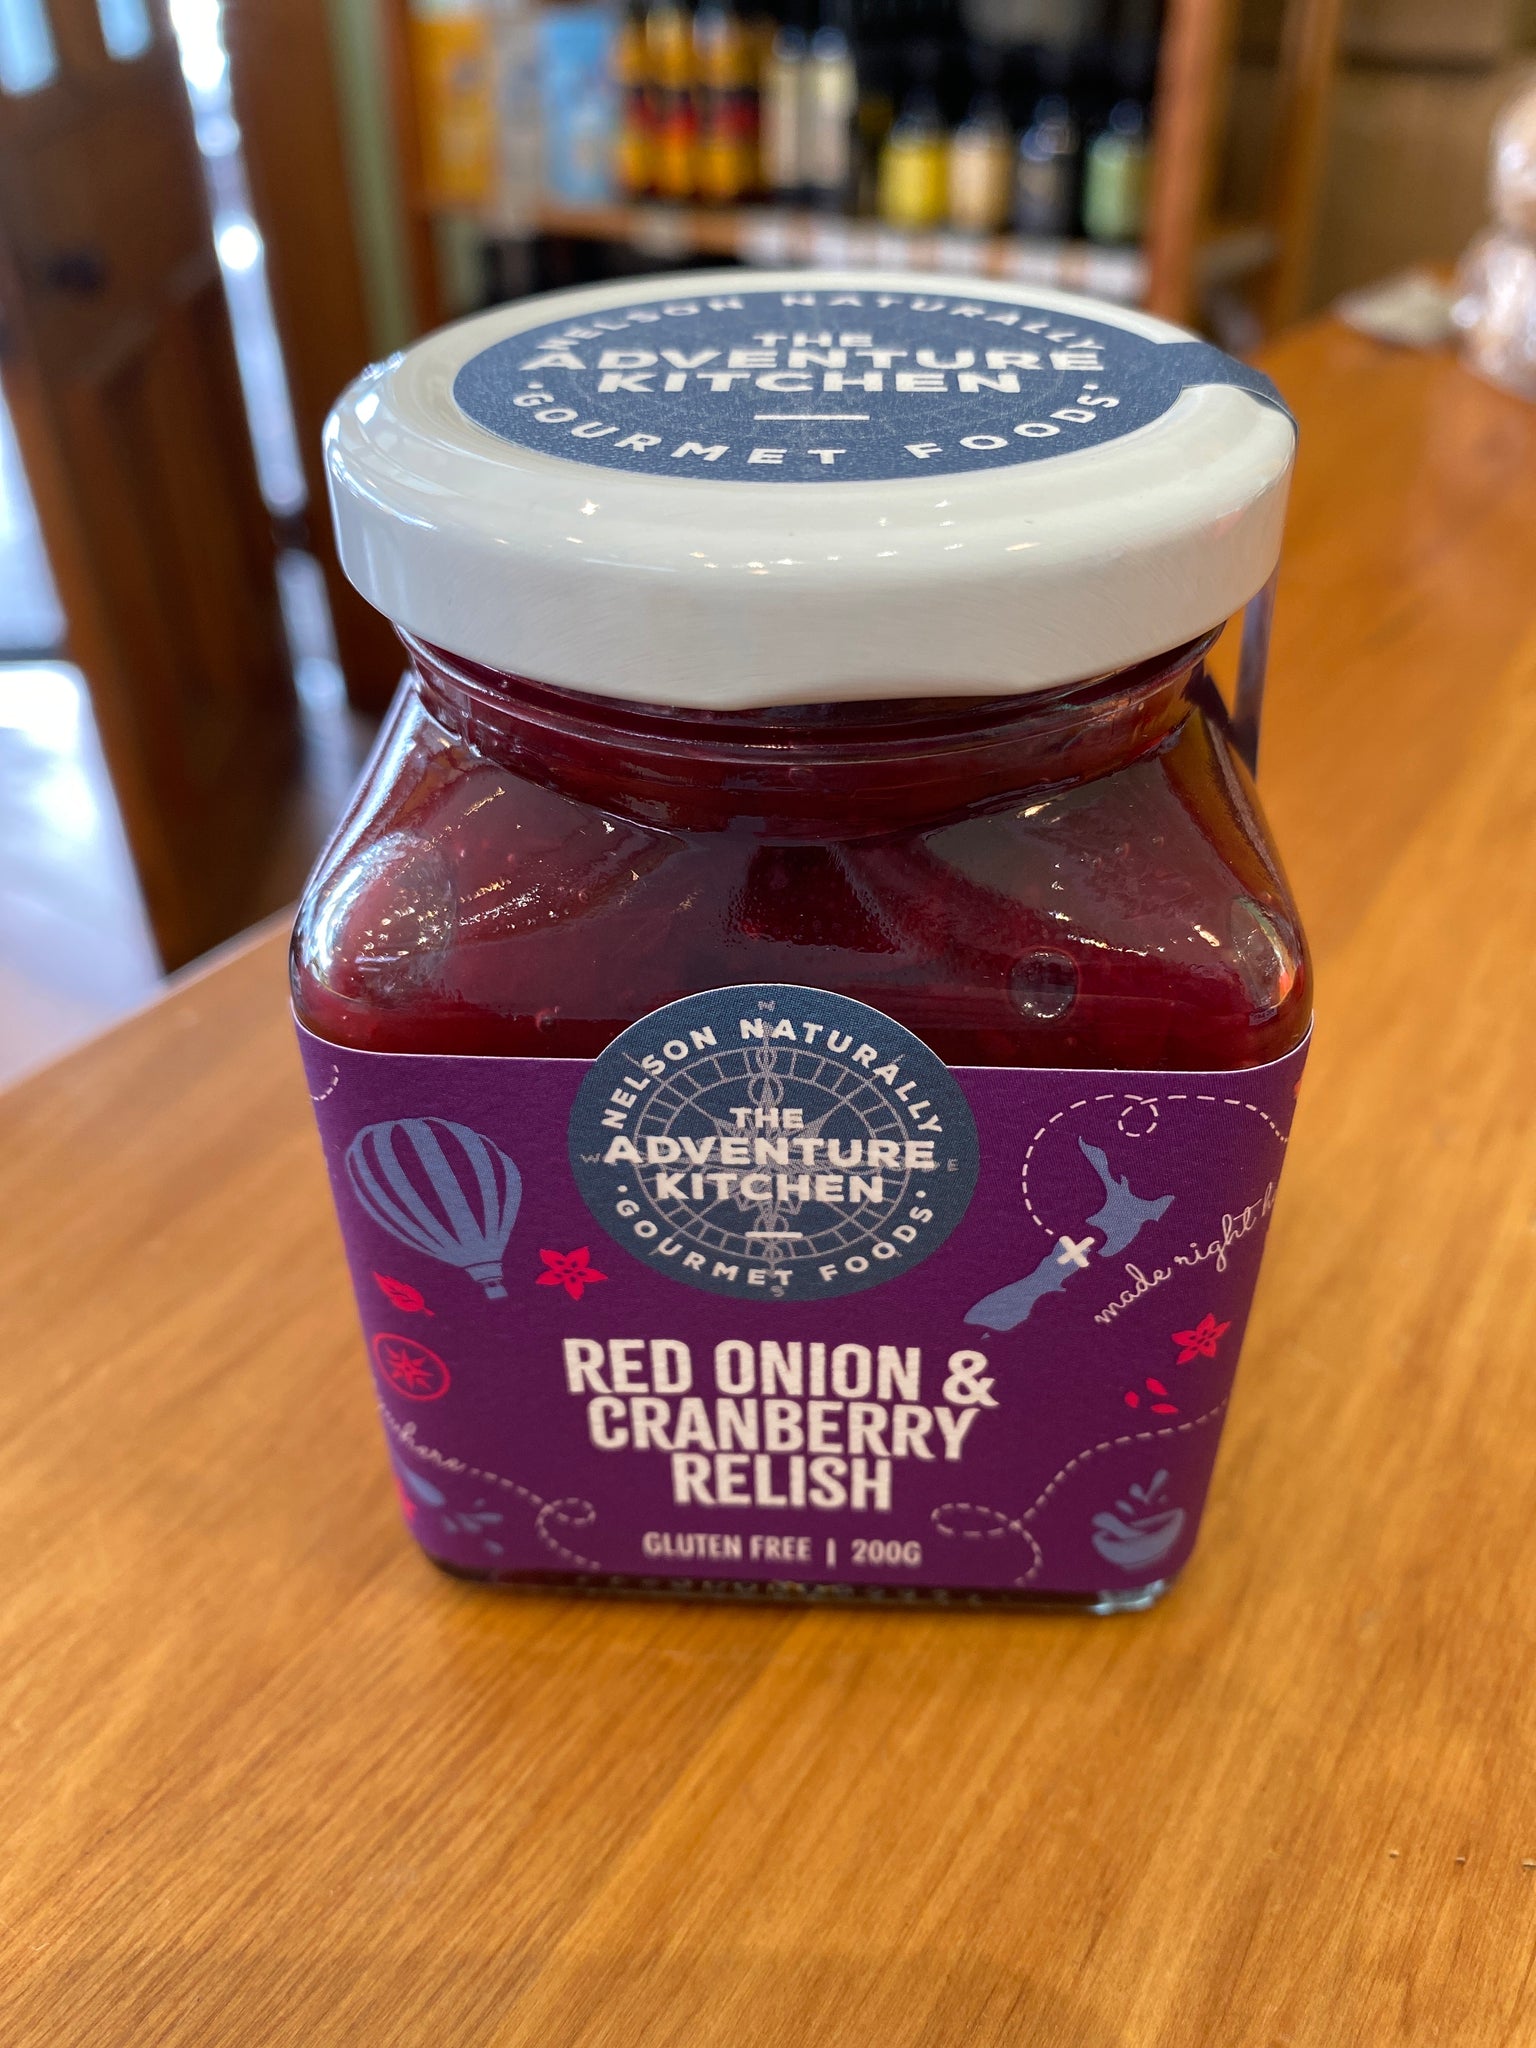 NELSON NATURALLY
THE
ADVENTURE
KITCHEN
· GOURMET FOODS ·
N
NELSON NATURALLY
THE
W ADVENTURE E
KITCHEN
· GOURMET FOODS ·
S
made right
RED ONION &
CRANBERRY
RELISH
GLUTEN FREE | 200G